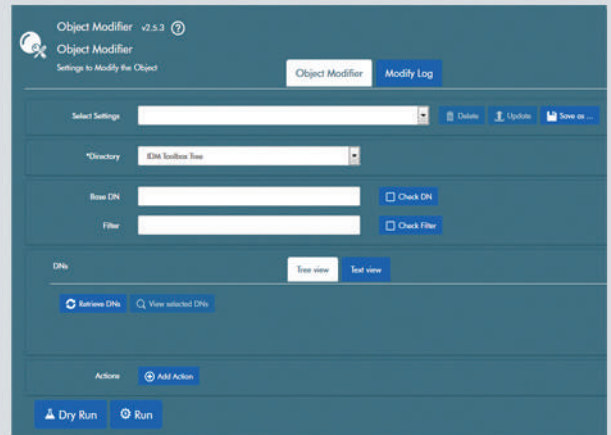 Object Modifier v2.5.3 ?
Object Modifier
Settings to Modify the Object
Object Modifier Modify Log
Select Settings Delete Update Save as ...
*Directory IDM Toolbox Tree
Base DN Check DN
Filter Check Filter
DNs Tree view Text view
Retrieve DNs View selected DNs
Actions Add Action
Dry Run Run